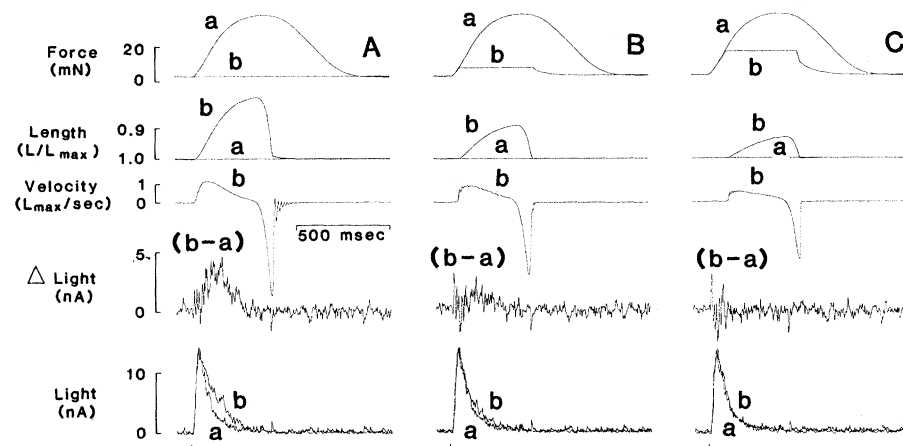 a
A
a
B
a
C
Force
(mN)
20
0
b
b
b
Length
(L/Lmax)
0.9
1.0
b
a
b
a
b
a
Velocity
(Lmax/sec)
1
0
b
b
b
500 msec
(b-a)
(b-a)
(b-a)
Δ Light
(nA)
5
0
Light
(nA)
10
0
b
a
b
a
b
a